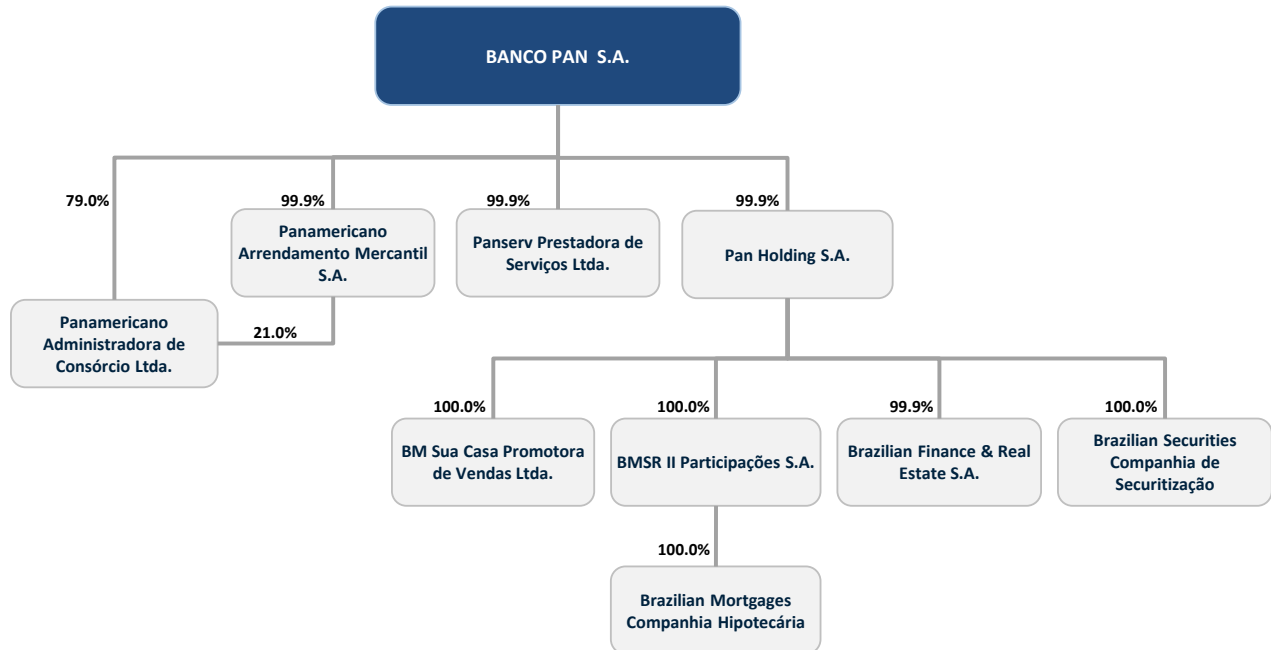 BANCO PAN S.A.
79.0%
99.9%
99.9%
99.9%
Panamericano
Arrendamento Mercantil
S.A.
Panserv Prestadora de
Serviços Ltda.
Pan Holding S.A.
Panamericano
Administradora de
Consórcio Ltda.
21.0%
100.0%
100.0%
99.9%
100.0%
BM Sua Casa Promotora
de Vendas Ltda.
BMSR II Participações S.A.
Brazilian Finance & Real
Estate S.A.
Brazilian Securities
Companhia de
Securitização
100.0%
Brazilian Mortgages
Companhia Hipotecária